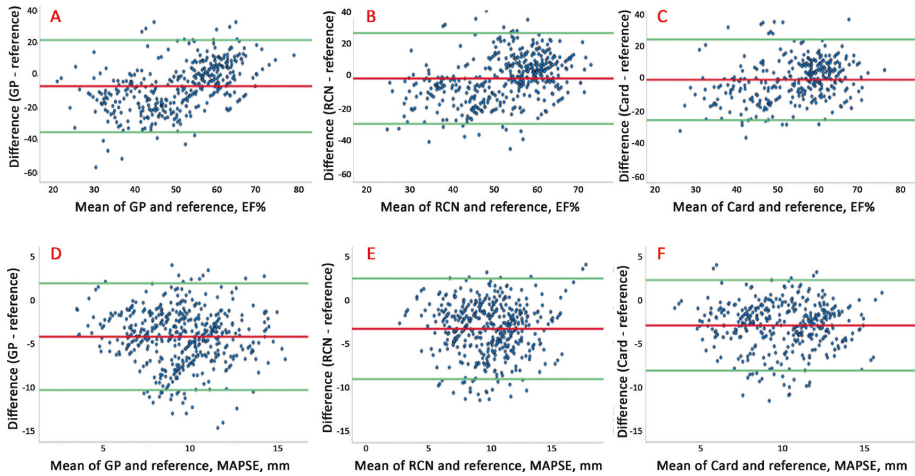 A
Difference (GP - reference)
40
20
0
-20
-40
-60
20 30 40 50 60 70 80
Mean of GP and reference, EF%
B
Difference (RCN - reference)
40
20
0
-20
-40
-60
20 30 40 50 60 70
Mean of RCN and reference, EF%
C
Difference (Card - reference)
40
20
0
-20
-40
-60
20 30 40 50 60 70 80
Mean of Card and reference, EF%
D
Difference (GP - reference)
5
0
-5
-10
-15
5 10 15
Mean of GP and reference, MAPSE, mm
E
Difference (RCN - reference)
5
0
-5
-10
-15
0 5 10 15
Mean of RCN and reference, MAPSE, mm
F
Difference (Card - reference)
5
0
-5
-10
-15
5 10 15
Mean of Card and reference, MAPSE, mm